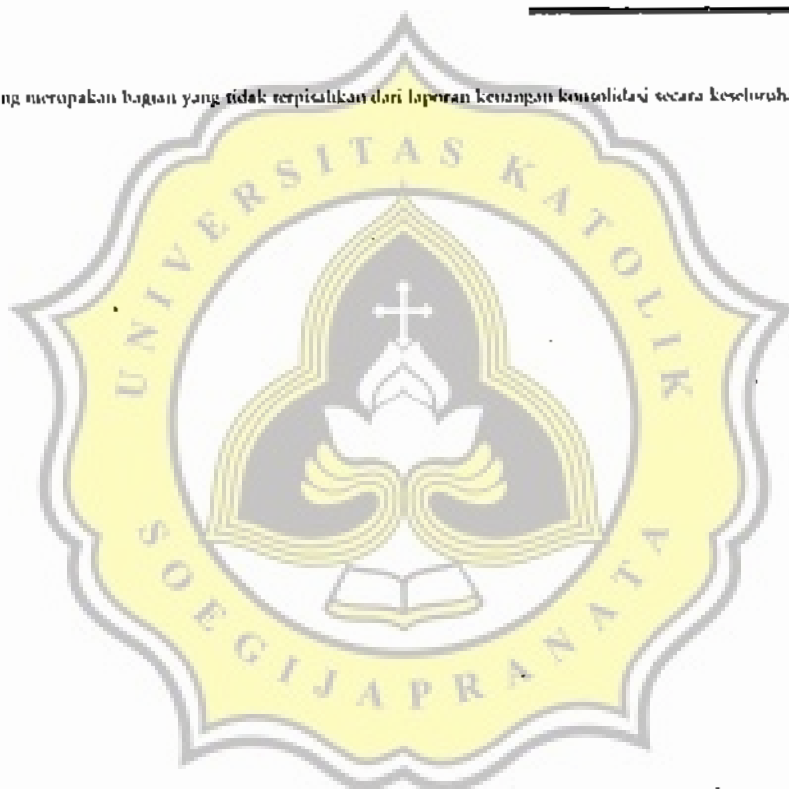 ng merupakan bagian yang tidak terpisahkan dari laporan keuangan konsolidasi secara keseluruh
UNIVERSITAS KATOLIK
SOEGIJAPRANATA